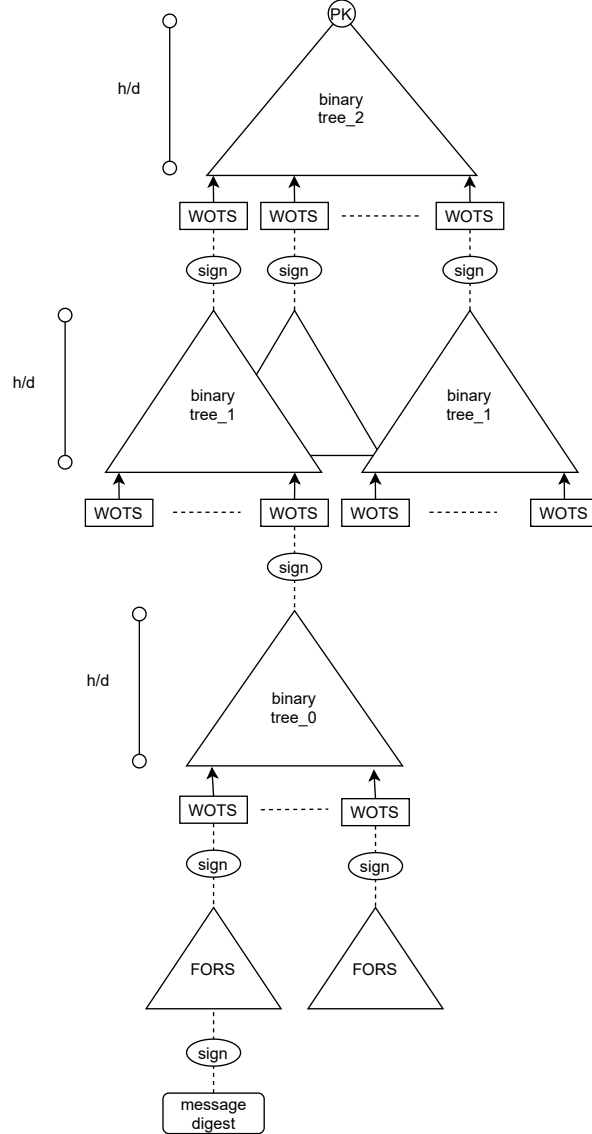 PK
h/d
binary
tree_2
WOTS WOTS WOTS
sign sign sign
h/d
binary
tree_1
binary
tree_1
WOTS WOTS WOTS WOTS
sign
h/d
binary
tree_0
WOTS WOTS
sign sign
FORS FORS
sign
message
digest